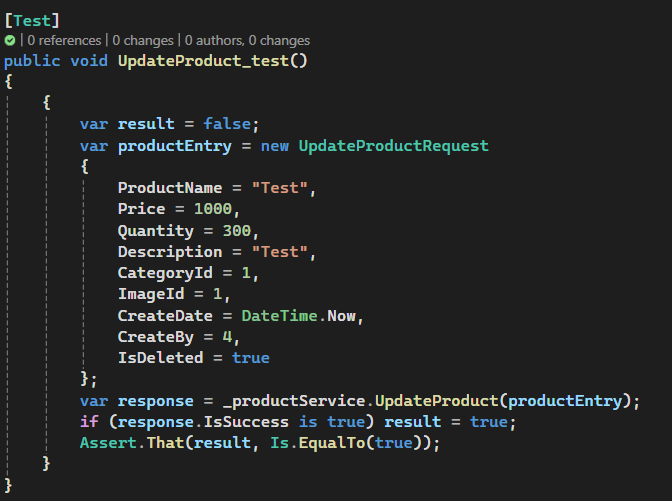 [Test]
| 0 references | 0 changes | 0 authors, 0 changes
public void UpdateProduct_test()
{
{
var result = false;
var productEntry = new UpdateProductRequest
{
ProductName = "Test",
Price = 1000,
Quantity = 300,
Description = "Test",
CategoryId = 1,
ImageId = 1,
CreateDate = DateTime.Now,
CreateBy = 4,
IsDeleted = true
};
var response = _productService.UpdateProduct(productEntry);
if (response.IsSuccess is true) result = true;
Assert.That(result, Is.EqualTo(true));
}
}